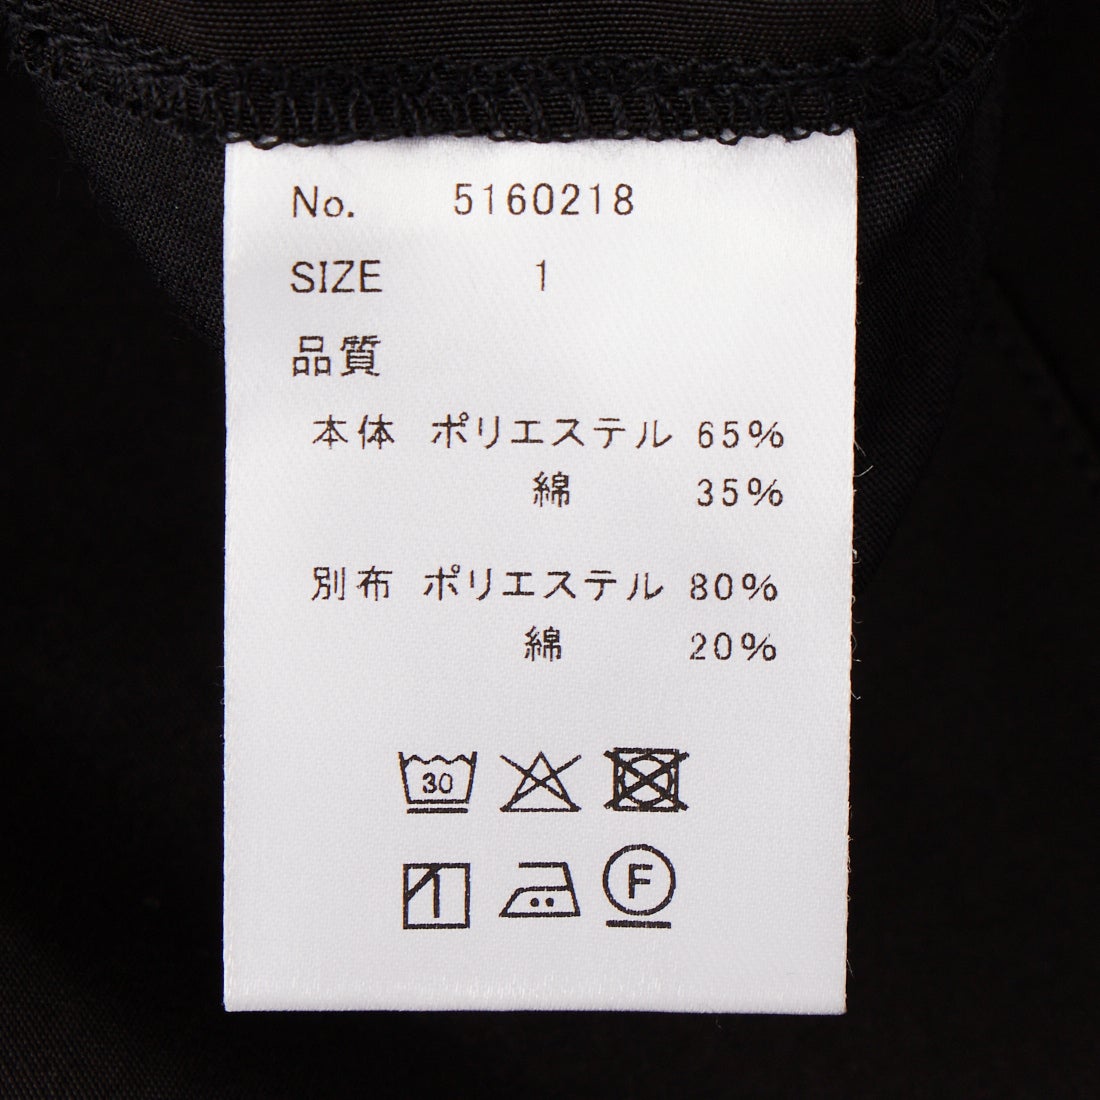 No. 5160218
SIZE 1
品質
本体 ポリエステル 65%
綿 35%
別布 ポリエステル 80%
綿 20%
30
F